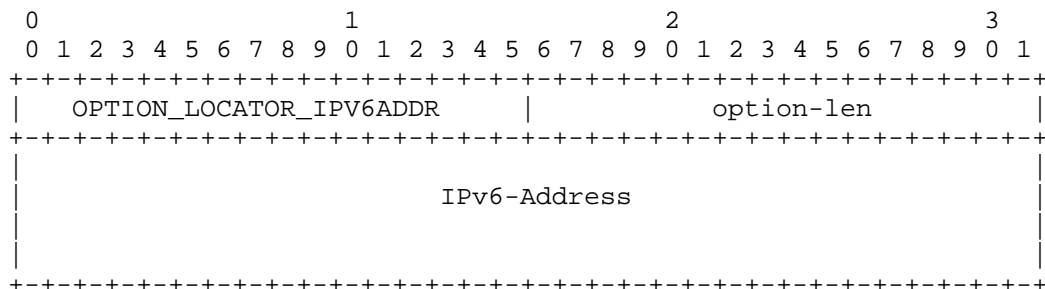 0                   1                   2                   3
 0 1 2 3 4 5 6 7 8 9 0 1 2 3 4 5 6 7 8 9 0 1 2 3 4 5 6 7 8 9 0 1
+-+-+-+-+-+-+-+-+-+-+-+-+-+-+-+-+-+-+-+-+-+-+-+-+-+-+-+-+-+-+-+-+
|   OPTION_LOCATOR_IPV6ADDR     |           option-len          |
+-+-+-+-+-+-+-+-+-+-+-+-+-+-+-+-+-+-+-+-+-+-+-+-+-+-+-+-+-+-+-+-+
|                                                               |
|                          IPv6-Address                         |
|                                                               |
|                                                               |
+-+-+-+-+-+-+-+-+-+-+-+-+-+-+-+-+-+-+-+-+-+-+-+-+-+-+-+-+-+-+-+-+